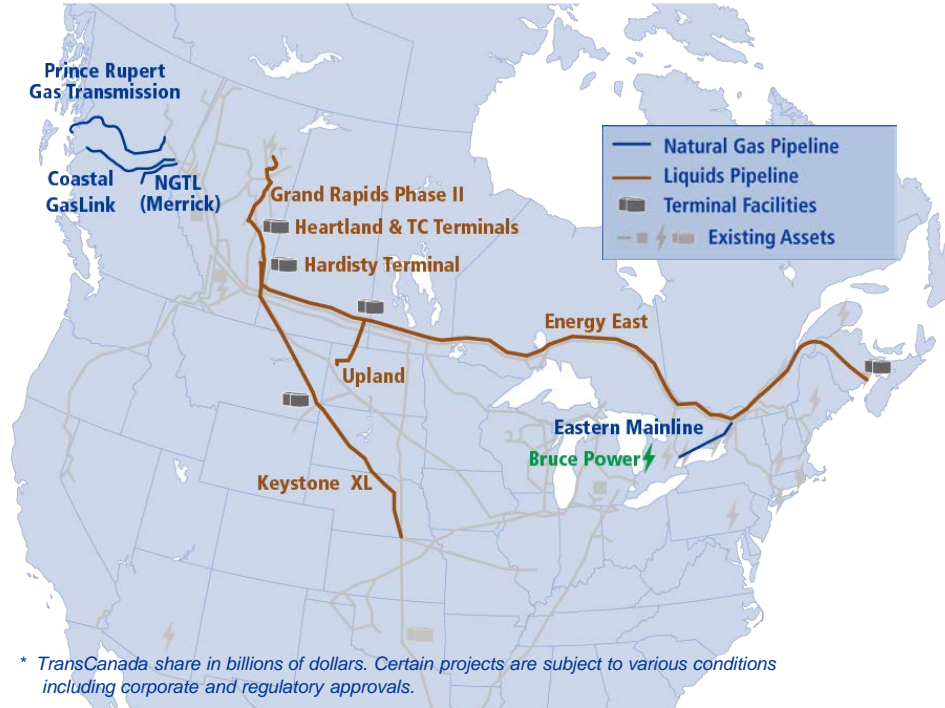 Prince Rupert
Gas Transmission
Coastal
GasLink
NGTL
(Merrick)
Grand Rapids Phase II
Heartland & TC Terminals
Hardisty Terminal
Natural Gas Pipeline
Liquids Pipeline
Terminal Facilities
Existing Assets
Energy East
Upland
Eastern Mainline
Bruce Power
Keystone XL
* TransCanada share in billions of dollars. Certain projects are subject to various conditions
including corporate and regulatory approvals.